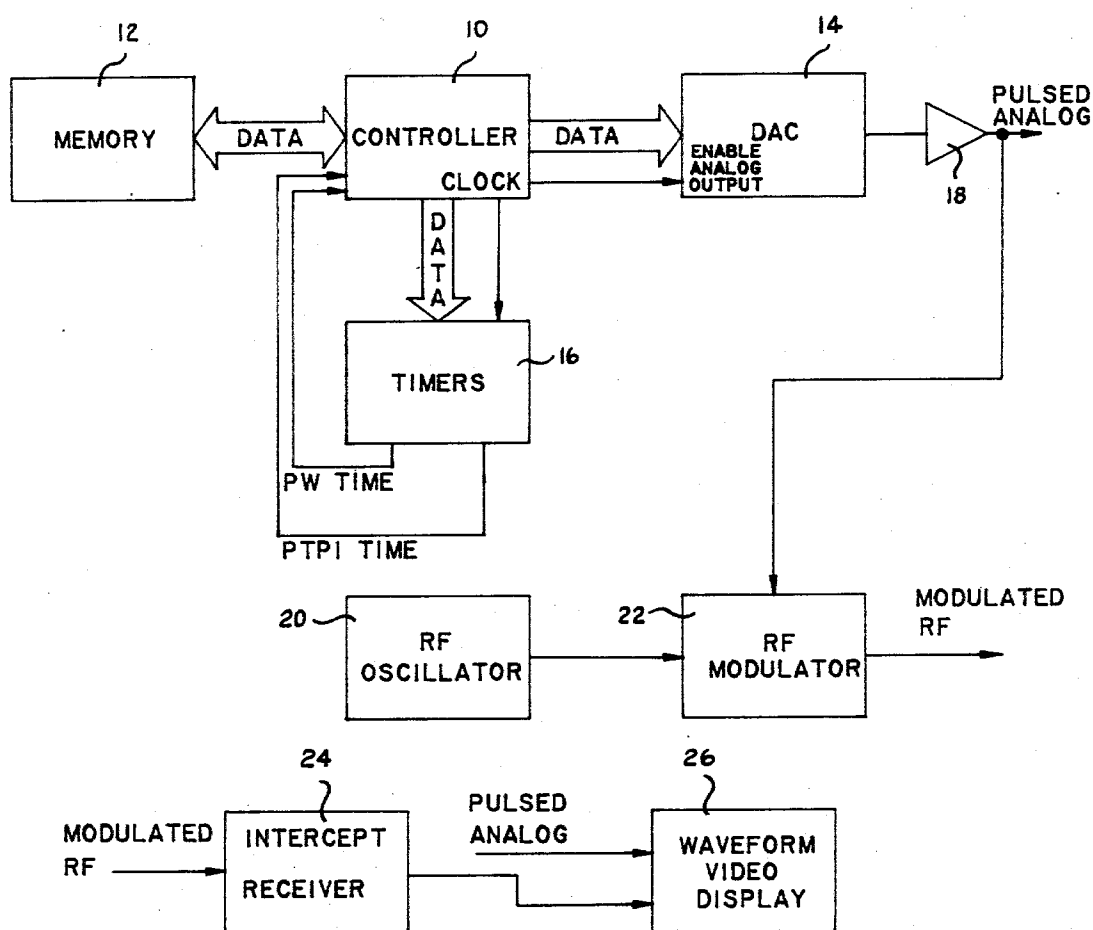 12
10
14
MEMORY
DATA
CONTROLLER
CLOCK
DATA
DAC
ENABLE
ANALOG
OUTPUT
PULSED
ANALOG
18
DATA
16
TIMERS
PW TIME
PTPI TIME
20
RF
OSCILLATOR
22
RF
MODULATOR
MODULATED
RF
24
26
MODULATED
RF
INTERCEPT
RECEIVER
PULSED
ANALOG
WAVEFORM
VIDEO
DISPLAY